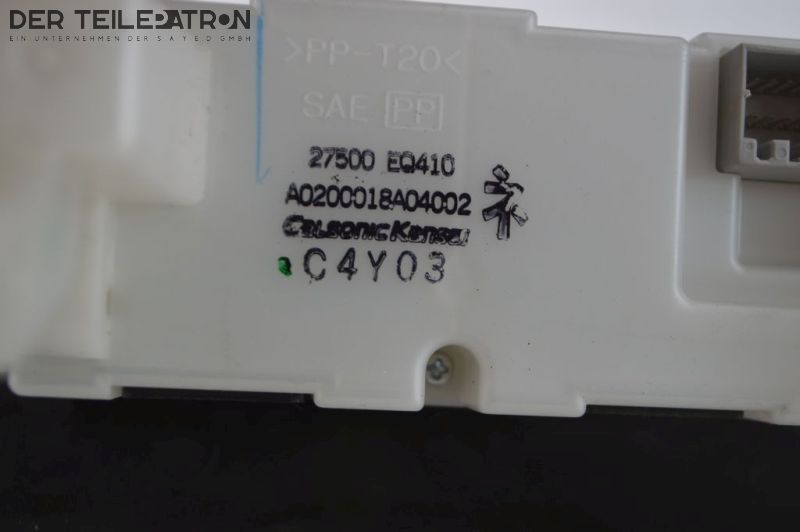 DER TEILEPATRON
EIN UNTERNEHMEN DER S A Y E D GMBH
>PP-T20<
SAE PP
27500 EQ410
A0200018A04002
CalsonicKansei
C4Y03